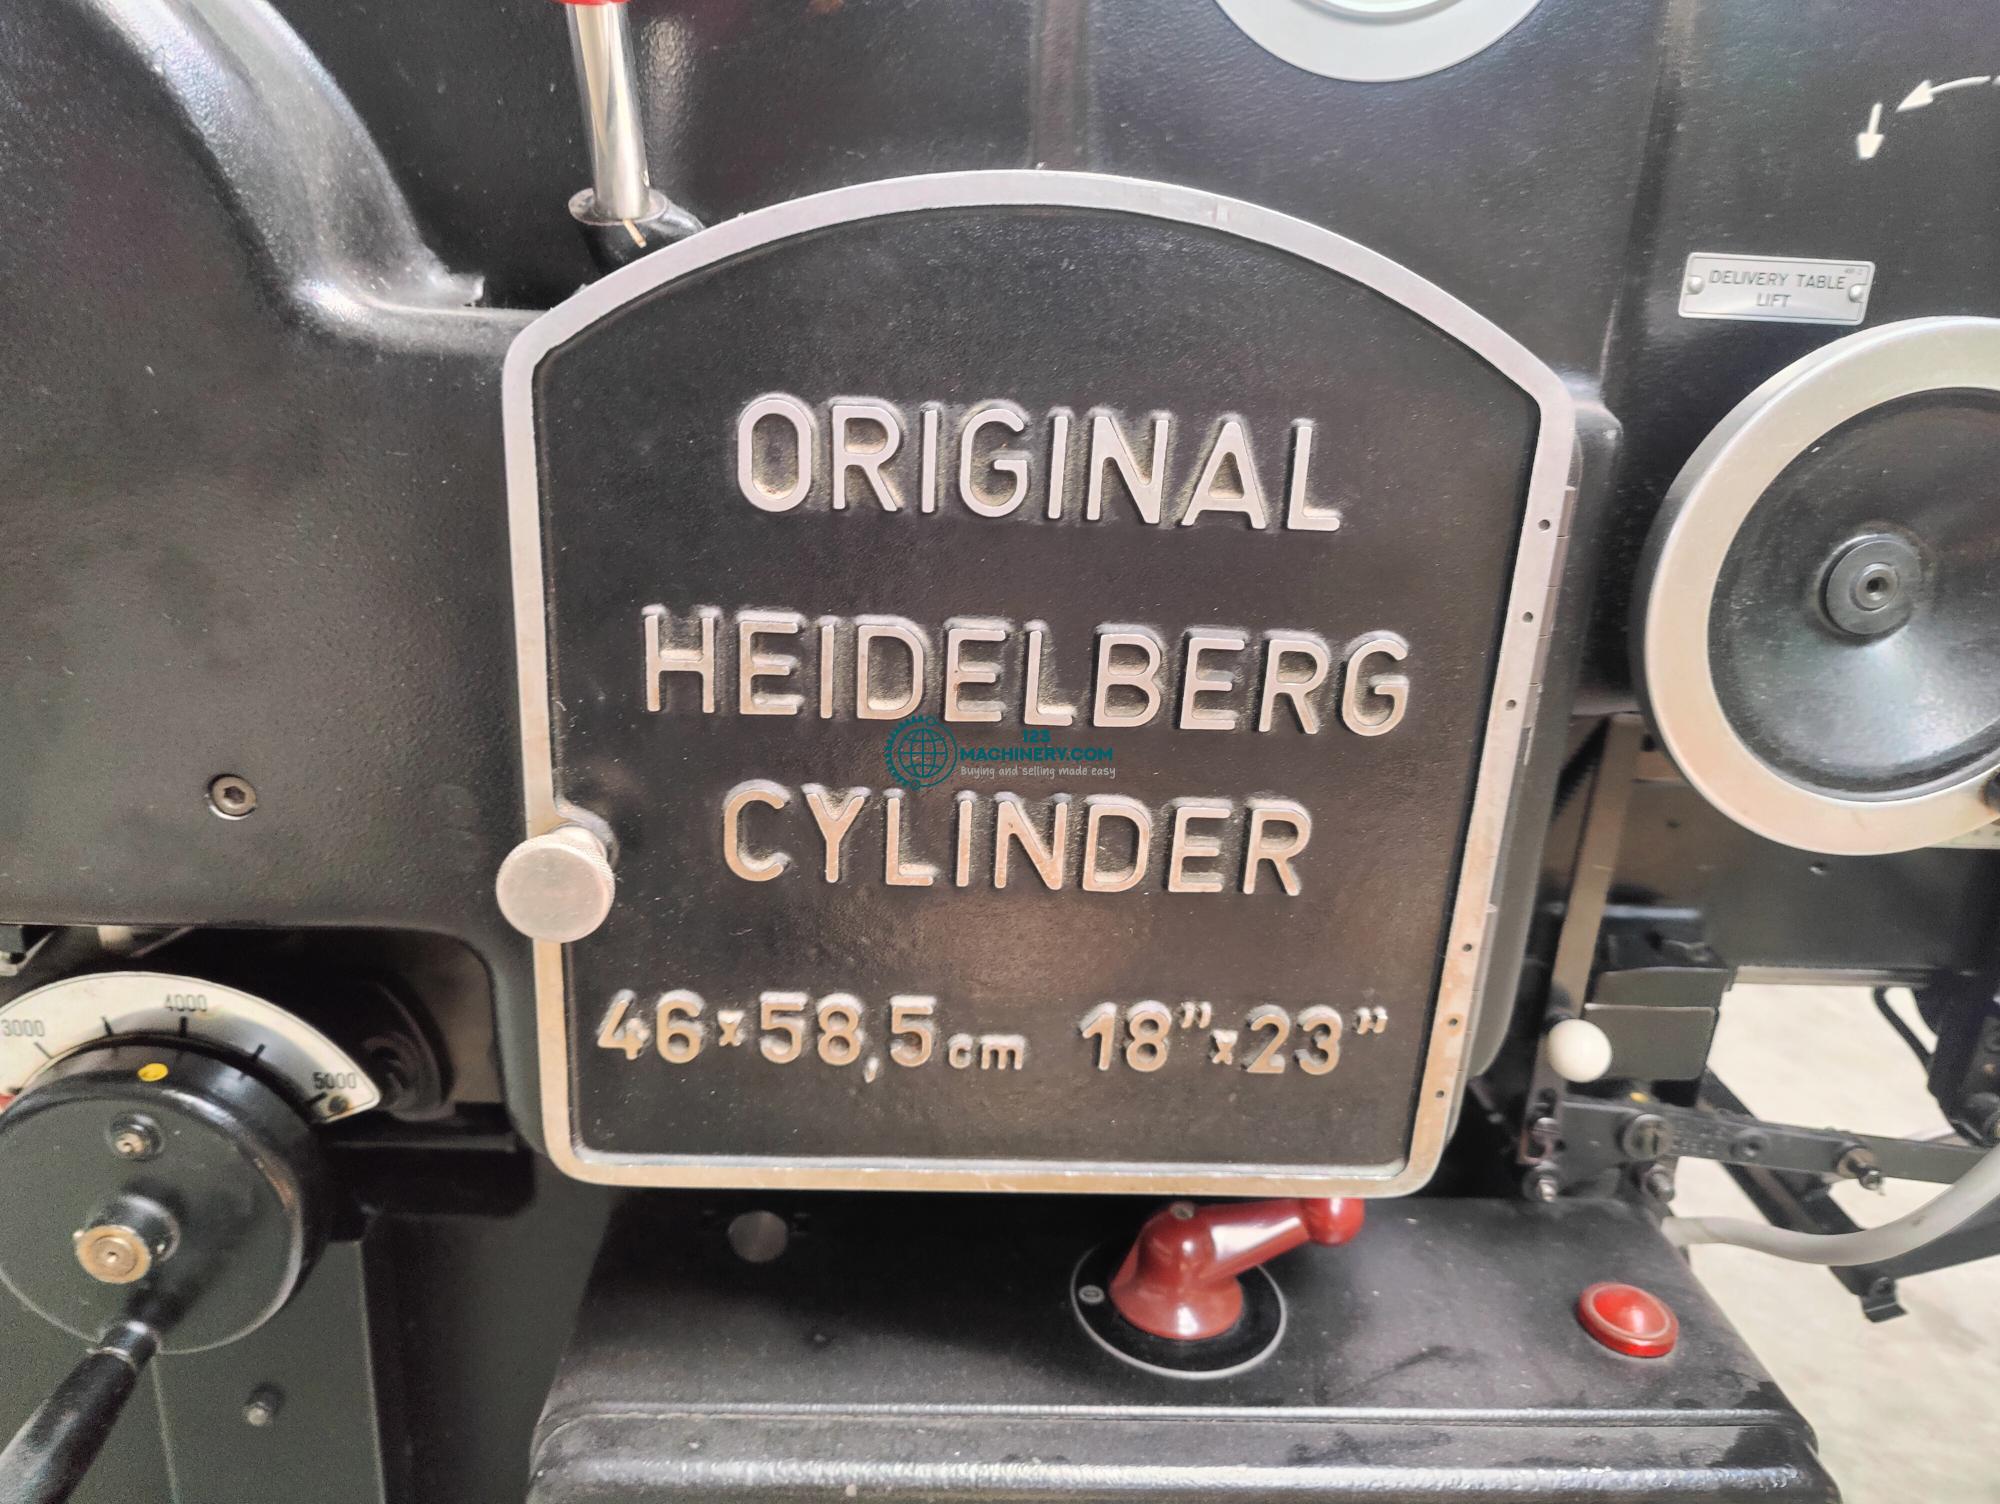 DELIVERY TABLE
LIFT
ORIGINAL
HEIDELBERG
123
MACHINERY.COM
Buying and selling made easy
CYLINDER
46x58,5cm 18”x23”
3000
4000
5000